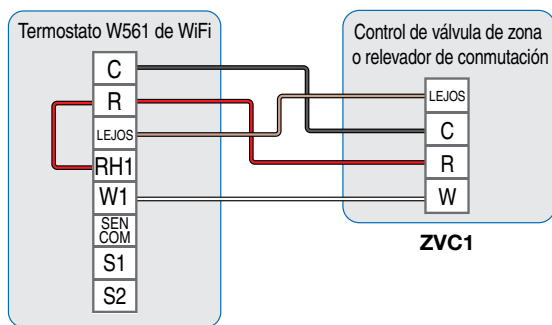 Termostato W561 de WiFi
C
R
LEJOS
RH1
W1
SEN
COM
S1
S2
Control de válvula de zona
o relevador de conmutación
LEJOS
C
R
W
ZVC1